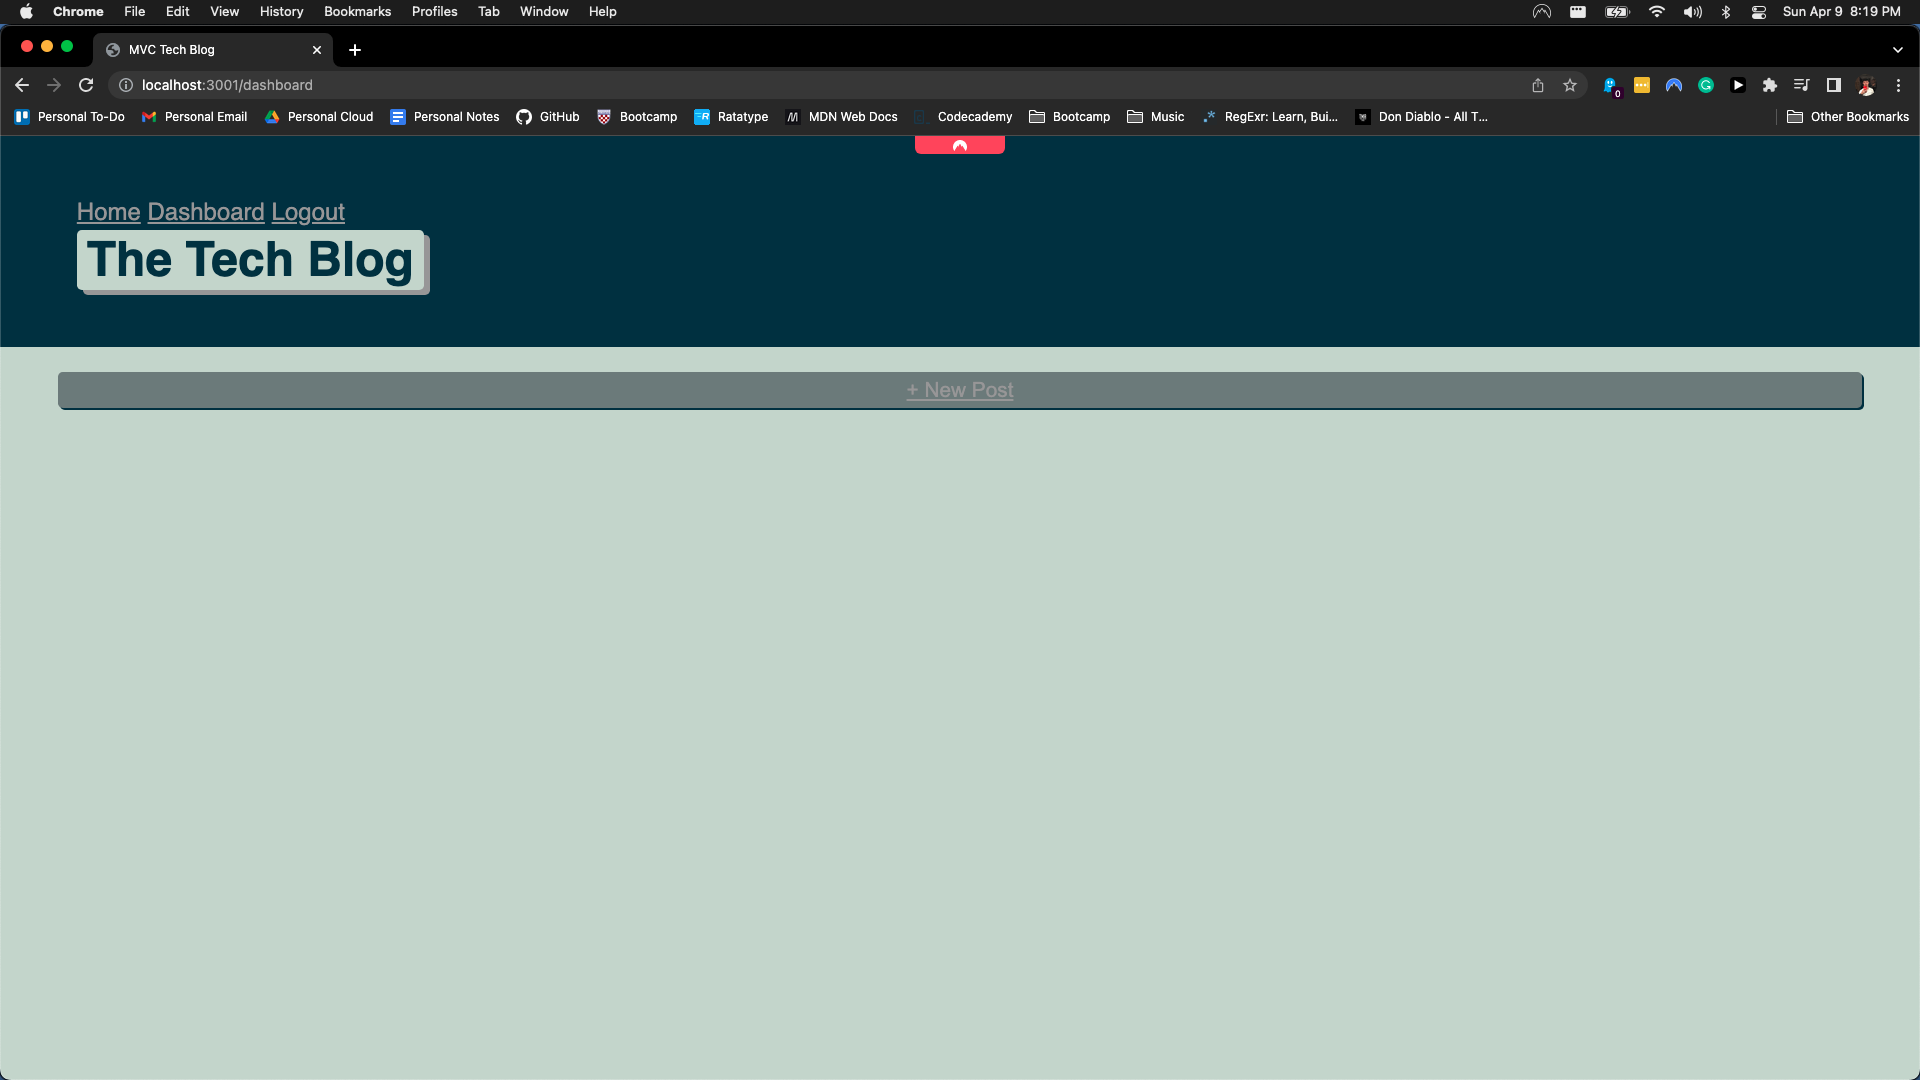 Chrome File Edit View History Bookmarks Profiles Tab Window Help Sun Apr 9 8:19 PM
MVC Tech Blog
localhost:3001/dashboard
0
Personal To-Do Personal Email Personal Cloud Personal Notes GitHub Bootcamp Ratatype MDN Web Docs Codecademy Bootcamp Music RegExr: Learn, Bui... Don Diablo - All T... Other Bookmarks
Home Dashboard Logout
The Tech Blog
+ New Post